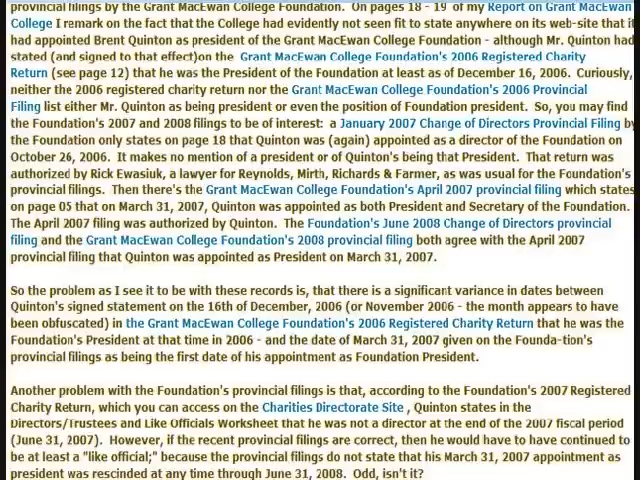 provincial filings by the Grant MacEwan College Foundation. On pages 18 - 19 of my Report on Grant MacEwan
College I remark on the fact that the College had evidently not seen fit to state anywhere on its web-site that it
had appointed Brent Quinton as president of the Grant MacEwan College Foundation - although Mr. Quinton had
stated (and signed to that effect)on the Grant MacEwan College Foundation's 2006 Registered Charity
Return (see page 12) that he was the President of the Foundation at least as of December 16, 2006. Curiously,
neither the 2006 registered charity return nor the Grant MacEwan College Foundation's 2006 Provincial
Filing list either Mr. Quinton as being president or even the position of Foundation president. So, you may find
the Foundation's 2007 and 2008 filings to be of interest: a January 2007 Change of Directors Provincial Filing by
the Foundation only states on page 18 that Quinton was (again) appointed as a director of the Foundation on
October 26, 2006. It makes no mention of a president or of Quinton's being that President. That return was
authorized by Rick Ewasiuk, a lawyer for Reynolds, Mirth, Richards & Farmer, as was usual for the Foundation's
provincial filings. Then there's the Grant MacEwan College Foundation's April 2007 provincial filing which states
on page 05 that on March 31, 2007, Quinton was appointed as both President and Secretary of the Foundation.
The April 2007 filing was authorized by Quinton. The Foundation's June 2008 Change of Directors provincial
filing and the Grant MacEwan College Foundation's 2008 provincial filing both agree with the April 2007
provincial filing that Quinton was appointed as President on March 31, 2007.
So the problem as I see it to be with these records is, that there is a significant variance in dates between
Quinton's signed statement on the 16th of December, 2006 (or November 2006 - the month appears to have
been obfuscated) in the Grant MacEwan College Foundation's 2006 Registered Charity Return that he was the
Foundation's President at that time in 2006 - and the date of March 31, 2007 given on the Founda-tion's
provincial filings as being the first date of his appointment as Foundation President.
Another problem with the Foundation's provincial filings is that, according to the Foundation's 2007 Registered
Charity Return, which you can access on the Charities Directorate Site , Quinton states in the
Directors/Trustees and Like Officials Worksheet that he was not a director at the end of the 2007 fiscal period
(June 31, 2007). However, if the recent provincial filings are correct, then he would have to have continued to
be at least a "like official;" because the provincial filings do not state that his March 31, 2007 appointment as
president was rescinded at any time through June 31, 2008. Odd, isn't it?